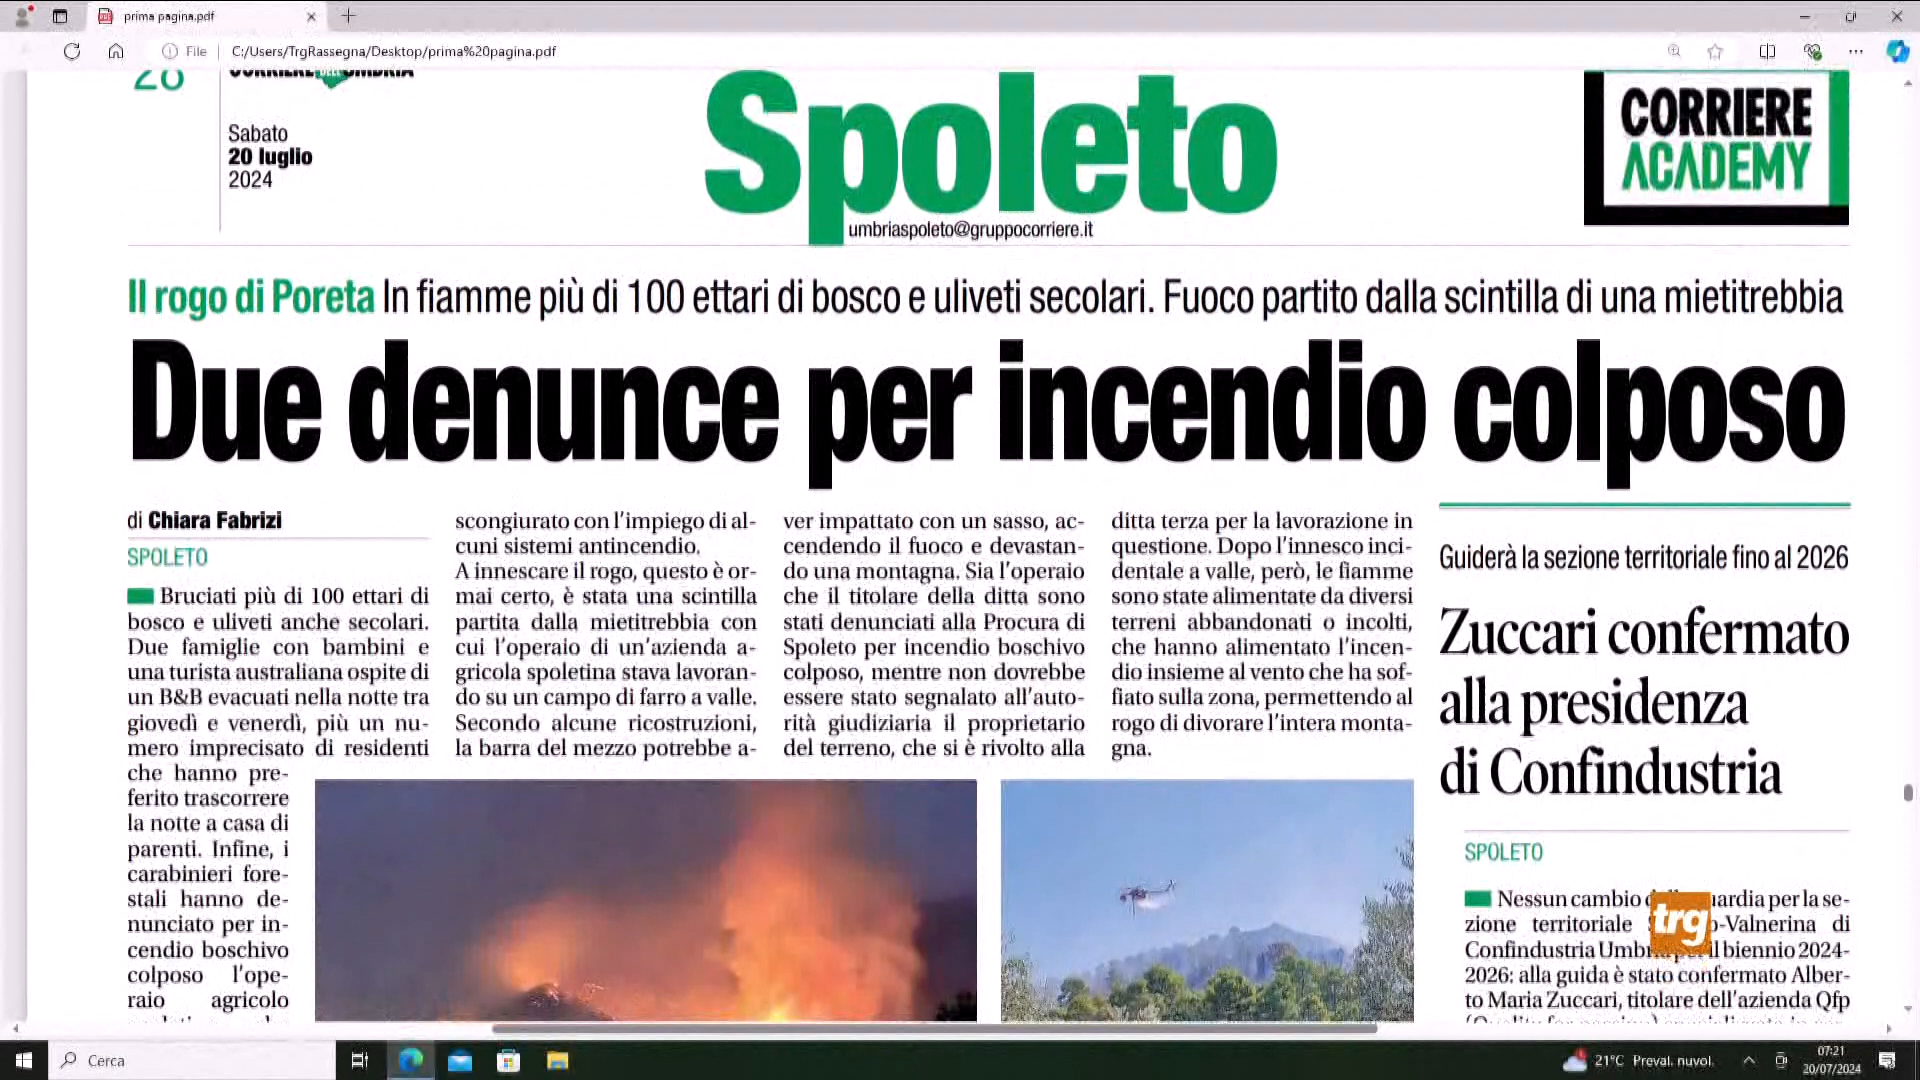 prima pagina.pdf
File
C:/Users/TrgRassegna/Desktop/prima%20pagina.pdf
28
CORRIERE DELL'UMBRIA
Sabato
20 luglio
2024
Spoleto
umbriaspoleto@gruppocorriere.it
CORRIERE
ACADEMY
Il rogo di Poreta In fiamme più di 100 ettari di bosco e uliveti secolari. Fuoco partito dalla scintilla di una mietitrebbia
Due denunce per incendio colposo
di Chiara Fabrizi
SPOLETO
Bruciati più di 100 ettari di
bosco e uliveti anche secolari.
Due famiglie con bambini e
una turista australiana ospite di
un B&B evacuati nella notte tra
giovedì e venerdì, più un nu-
mero imprecisato di residenti
che hanno pre-
ferito trascorrere
la notte a casa di
parenti. Infine, i
carabinieri fore-
stali hanno de-
nunciato per in-
cendio boschivo
colposo l'ope-
raio agricolo
scongiurato con l'impiego di al-
cuni sistemi antincendio.
A innescare il rogo, questo è or-
mai certo, è stata una scintilla
partita dalla mietitrebbia con
cui l'operaio di un'azienda a-
gricola spoletina stava lavoran-
do su un campo di farro a valle.
Secondo alcune ricostruzioni,
la barra del mezzo potrebbe a-
ver impattato con un sasso, ac-
cendendo il fuoco e devastan-
do una montagna. Sia l'operaio
che il titolare della ditta sono
stati denunciati alla Procura di
Spoleto per incendio boschivo
colposo, mentre non dovrebbe
essere stato segnalato all'auto-
rità giudiziaria il proprietario
del terreno, che si è rivolto alla
ditta terza per la lavorazione in
questione. Dopo l'innesco inci-
dentale a valle, però, le fiamme
sono state alimentate da diversi
terreni abbandonati o incolti,
che hanno alimentato l'incen-
dio insieme al vento che ha sof-
fiato sulla zona, permettendo al
rogo di divorare l'intera monta-
gna.
Guiderà la sezione territoriale fino al 2026
Zuccari confermato
alla presidenza
di Confindustria
SPOLETO
Nessun cambio guardia per la se-
zione territoriale -Valnerina di
Confindustria Umbria il biennio 2024-
2026: alla guida è stato confermato Alber-
to Maria Zuccari, titolare dell'azienda Qfp
trg
Cerca
21°C Preval. nuvol.
07:21
20/07/2024